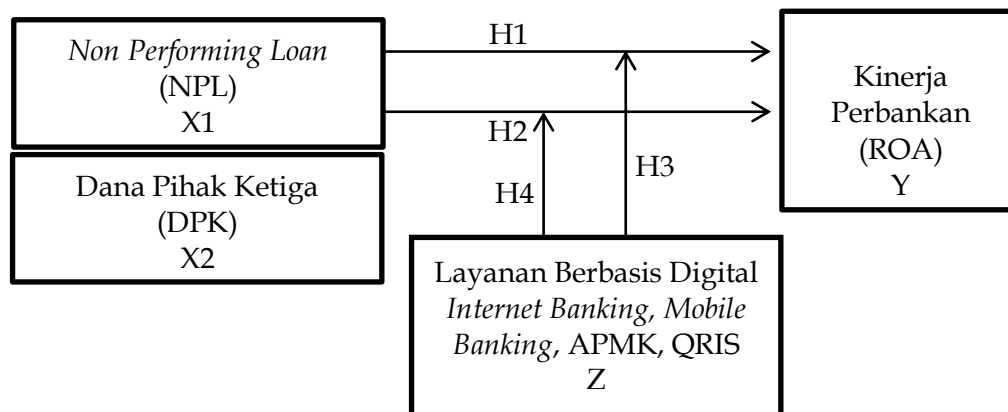 Non Performing Loan
(NPL)
X1
Dana Pihak Ketiga
(DPK)
X2
H1
H2
H3
H4
Layanan Berbasis Digital
Internet Banking, Mobile
Banking, APMK, QRIS
Z
Kinerja
Perbankan
(ROA)
Y